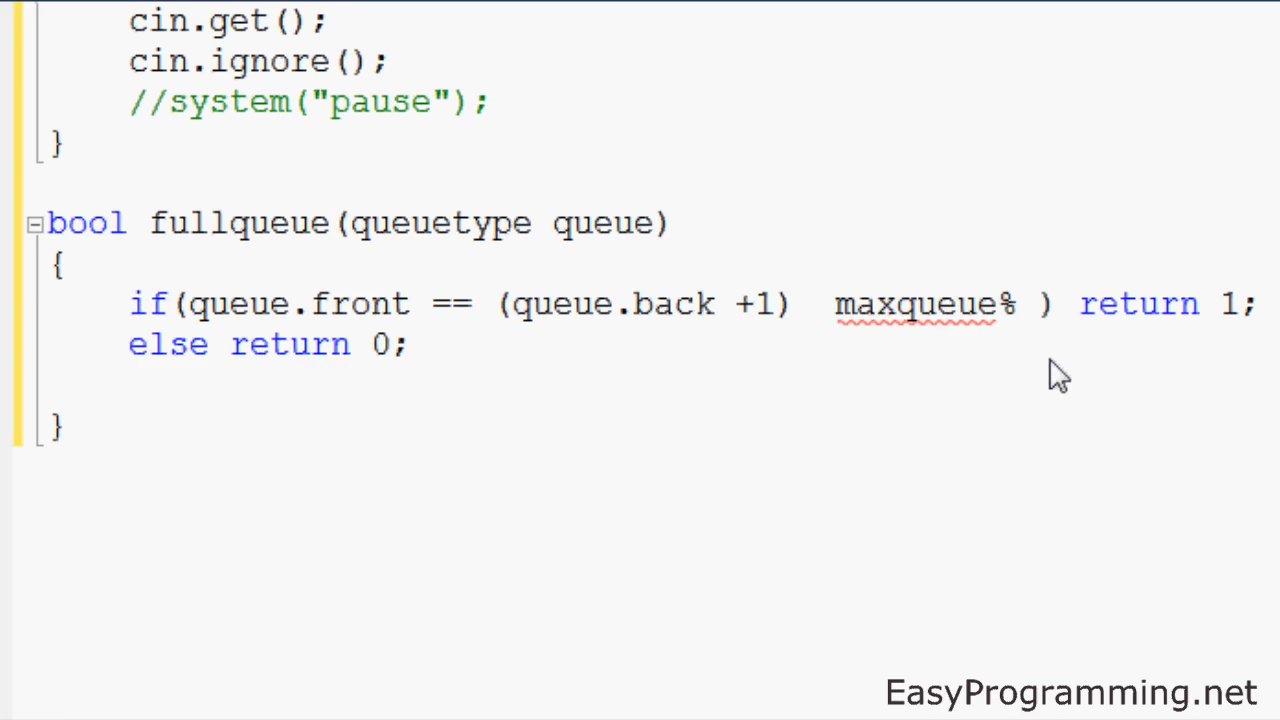 cin.get();
cin.ignore();
//system("pause");
}
bool fullqueue(queuetype queue)
{
if(queue.front == (queue.back +1)  maxqueue% ) return 1;
else return 0;
}
EasyProgramming.net